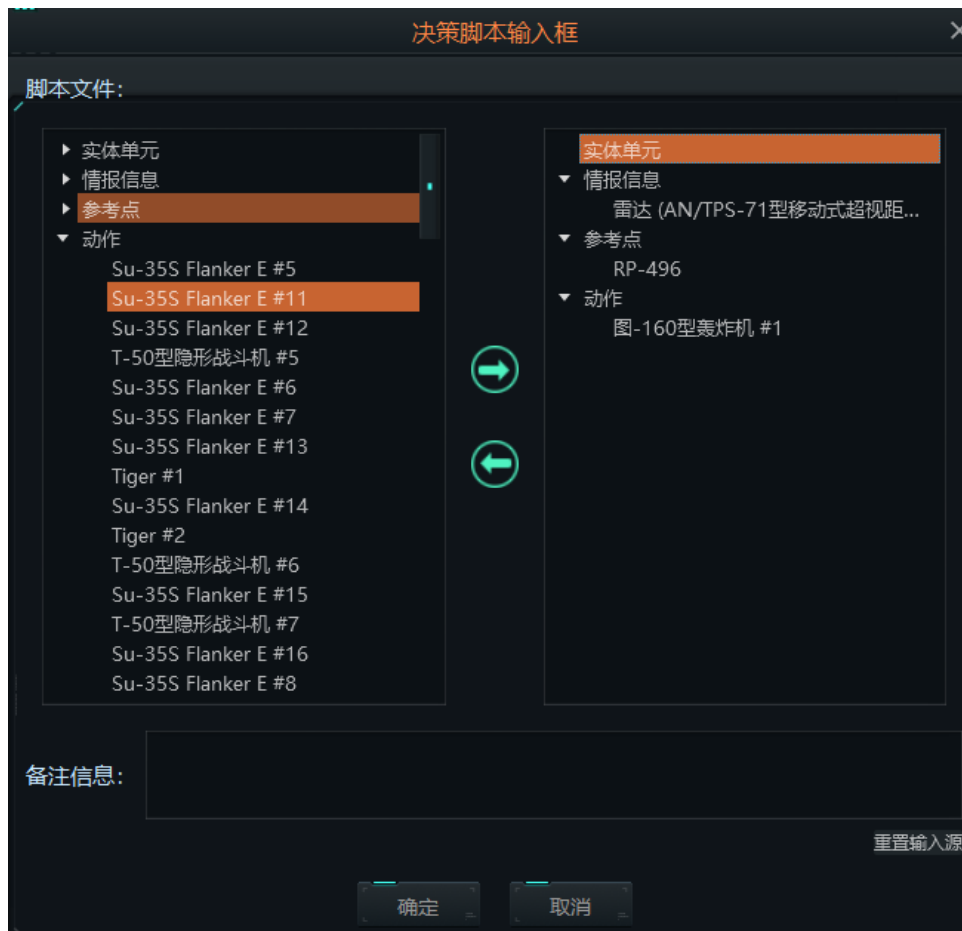 决策脚本输入框
脚本文件:
实体单元
情报信息
参考点
动作
Su-35S Flanker E #5
Su-35S Flanker E #11
Su-35S Flanker E #12
T-50型隐形战斗机 #5
Su-35S Flanker E #6
Su-35S Flanker E #7
Su-35S Flanker E #13
Tiger #1
Su-35S Flanker E #14
Tiger #2
T-50型隐形战斗机 #6
Su-35S Flanker E #15
T-50型隐形战斗机 #7
Su-35S Flanker E #16
Su-35S Flanker E #8
实体单元
情报信息
雷达 (AN/TPS-71型移动式超视距...
参考点
RP-496
动作
图-160型轰炸机 #1
备注信息:
重置输入源
确定
取消